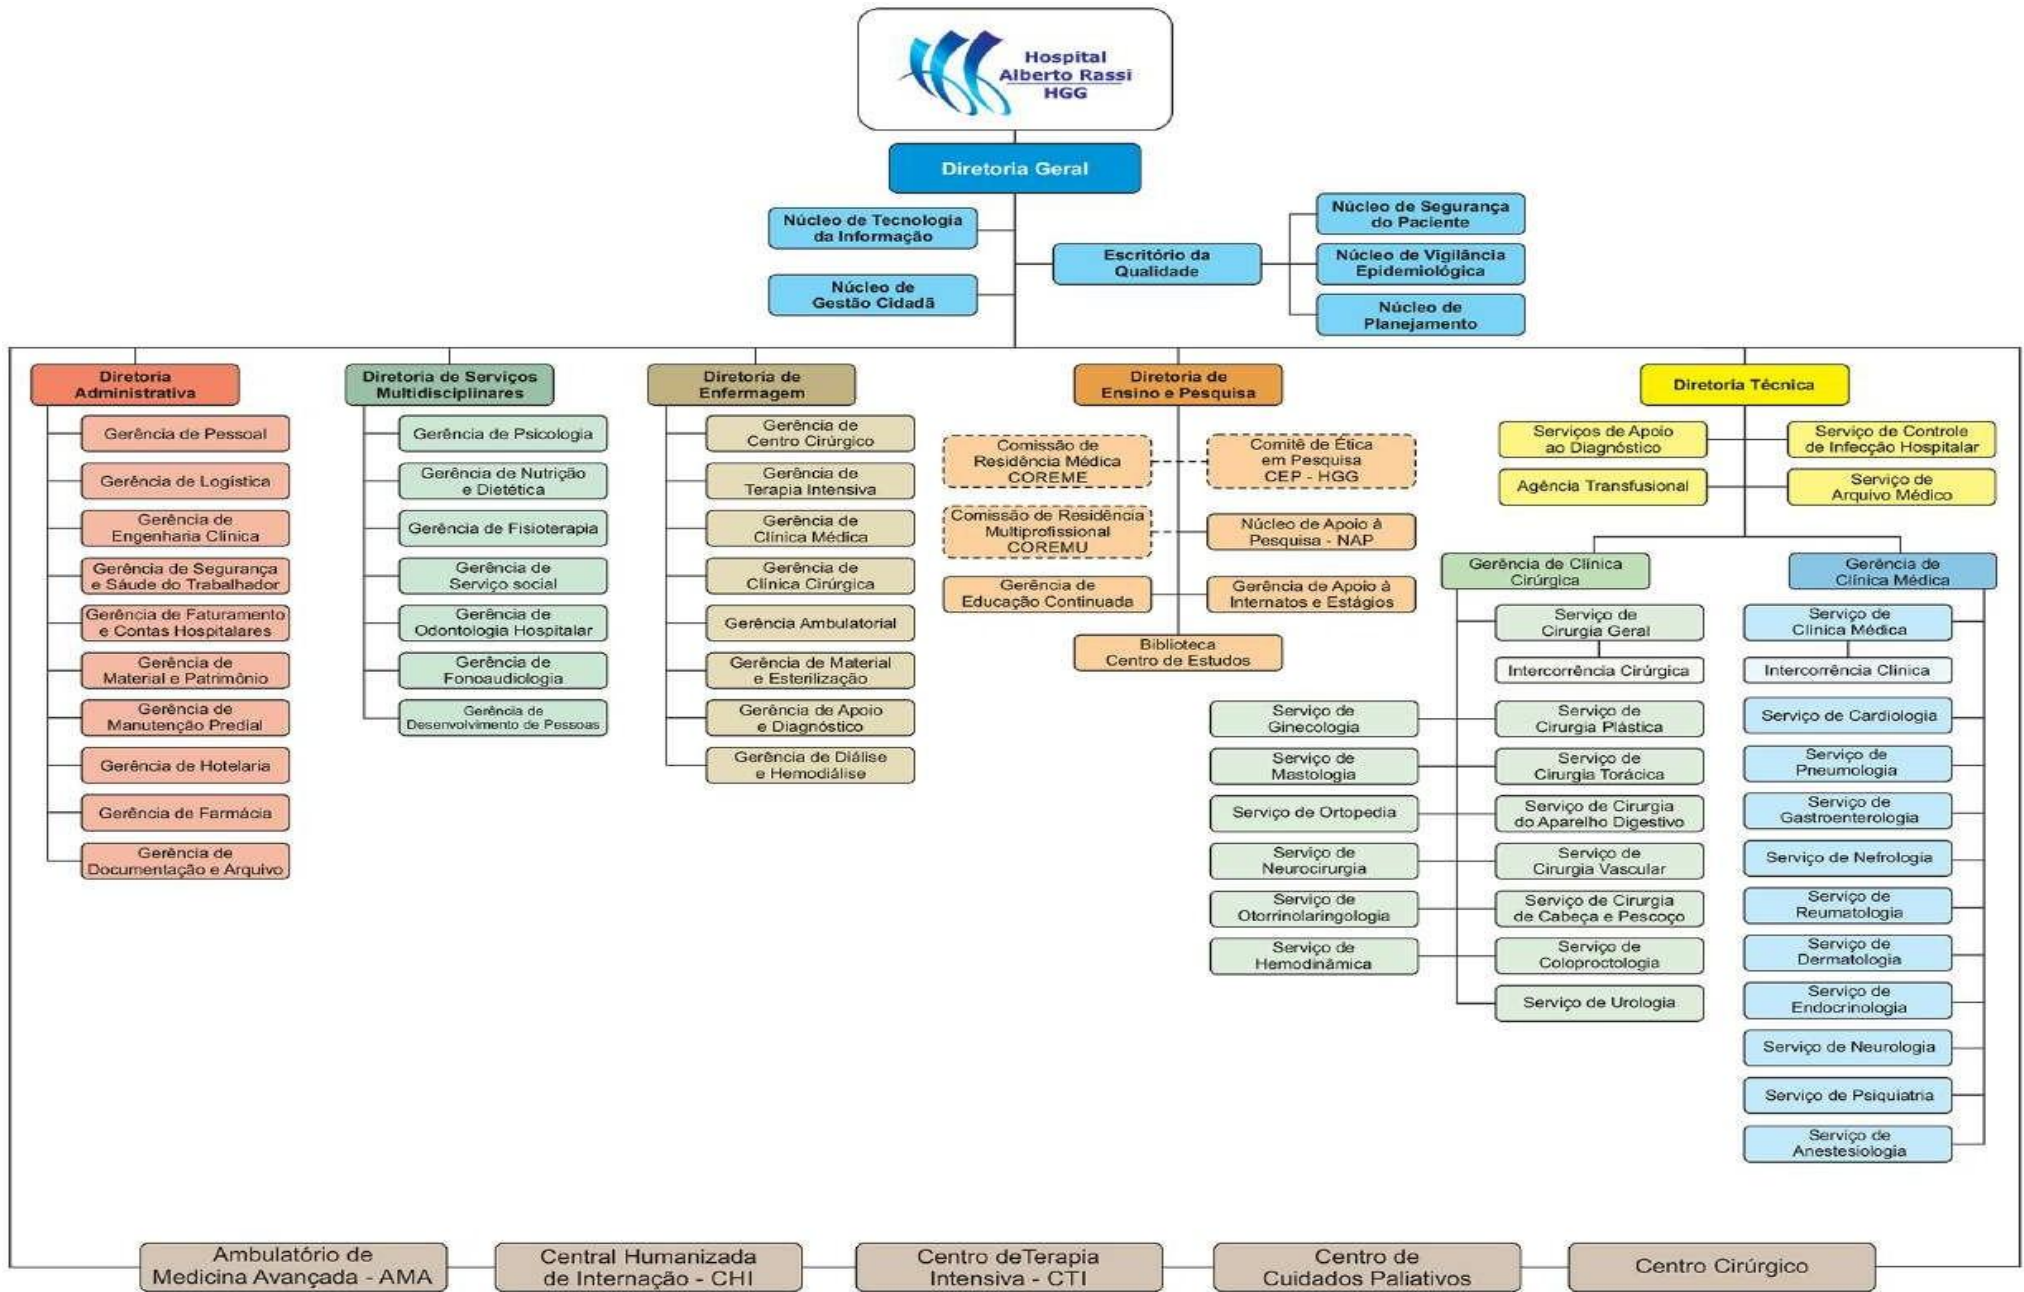 Hospital
Alberto Rassi
HGG
Diretoria Geral
Núcleo de Tecnologia
da Informação
Núcleo de
Gestão Cidadã
Escritório da
Qualidade
Núcleo de Segurança
do Paciente
Núcleo de Vigilância
Epidemiológica
Núcleo de
Planejamento
Diretoria
Administrativa
Gerência de Pessoal
Gerência de Logística
Gerência de
Engenharia Clínica
Gerência de Segurança
e Sáude do Trabalhador
Gerência de Faturamento
e Contas Hospitalares
Gerência de
Material e Patrimônio
Gerência de
Manutenção Predial
Gerência de Hotelaria
Gerência de Farmácia
Gerência de
Documentação e Arquivo
Diretoria de Serviços
Multidisciplinares
Gerência de Psicologia
Gerência de Nutrição
e Dietética
Gerência de Fisioterapia
Gerência de
Serviço social
Gerência de
Odontologia Hospitalar
Gerência de
Fonoaudiologia
Gerência de
Desenvolvimento de Pessoas
Diretoria de
Enfermagem
Gerência de
Centro Cirúrgico
Gerência de
Terapia Intensiva
Gerência de
Clínica Médica
Gerência de
Clínica Cirúrgica
Gerência Ambulatorial
Gerência de Material
e Esterilização
Gerência de Apoio
e Diagnóstico
Gerência de Diálise
e Hemodiálise
Diretoria de
Ensino e Pesquisa
Comissão de
Residência Médica
COREME
Comitê de Ética
em Pesquisa
CEP - HGG
Comissão de Residência
Multiprofissional
COREMU
Núcleo de Apoio à
Pesquisa - NAP
Gerência de
Educação Continuada
Gerência de Apoio à
Internatos e Estágios
Biblioteca
Centro de Estudos
Diretoria Técnica
Serviços de Apoio
ao Diagnóstico
Serviço de Controle
de Infecção Hospitalar
Agência Transfusional
Serviço de
Arquivo Médico
Gerência de Clínica
Cirúrgica
Serviço de
Cirurgia Geral
Intercorrência Cirúrgica
Serviço de
Ginecologia
Serviço de
Cirurgia Plástica
Serviço de
Mastologia
Serviço de
Cirurgia Torácica
Serviço de Ortopedia
Serviço de Cirurgia
do Aparelho Digestivo
Serviço de
Neurocirurgia
Serviço de
Cirurgia Vascular
Serviço de
Otorrinolaringologia
Serviço de Cirurgia
de Cabeça e Pescoço
Serviço de
Hemodinâmica
Serviço de
Coloproctologia
Serviço de Urologia
Gerência de
Clínica Médica
Serviço de
Clínica Médica
Intercorrência Clínica
Serviço de Cardiologia
Serviço de
Pneumologia
Serviço de
Gastroenterologia
Serviço de Nefrologia
Serviço de
Reumatologia
Serviço de
Dermatologia
Serviço de
Endocrinologia
Serviço de Neurologia
Serviço de Psiquiatria
Serviço de
Anestesiologia
Ambulatório de
Medicina Avançada - AMA
Central Humanizada
de Internação - CHI
Centro deTerapia
Intensiva - CTI
Centro de
Cuidados Paliativos
Centro Cirúrgico